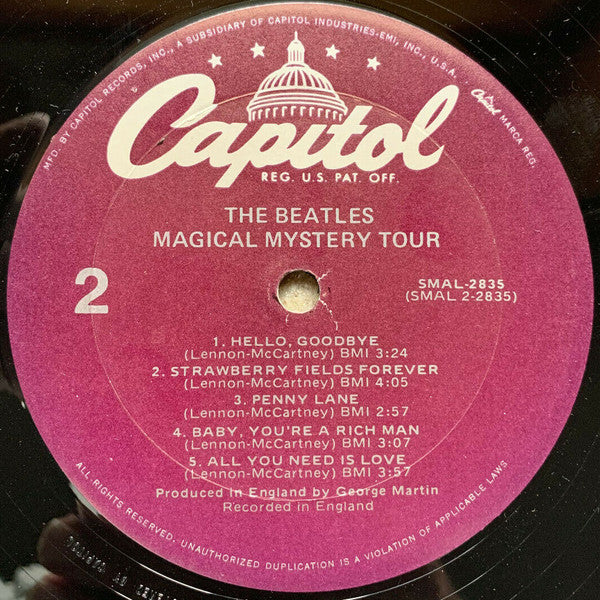 MFD. BY CAPITOL RECORDS, INC., A SUBSIDIARY OF CAPITOL INDUSTRIES-EMI, INC., U.S.A.
Capitol MARCA REG.
Capitol
REG. U.S. PAT. OFF.
THE BEATLES
MAGICAL MYSTERY TOUR
2
SMAL-2835
(SMAL 2-2835)
1. HELLO, GOODBYE
(Lennon-McCartney) BMI 3:24
2. STRAWBERRY FIELDS FOREVER
(Lennon-McCartney) BMI 4:05
3. PENNY LANE
(Lennon-McCartney) BMI 2:57
4. BABY, YOU'RE A RICH MAN
(Lennon-McCartney) BMI 3:07
5. ALL YOU NEED IS LOVE
(Lennon-McCartney) BMI 3:57
Produced in England by George Martin
Recorded in England
ALL RIGHTS RESERVED. UNAUTHORIZED DUPLICATION IS A VIOLATION OF APPLICABLE LAWS